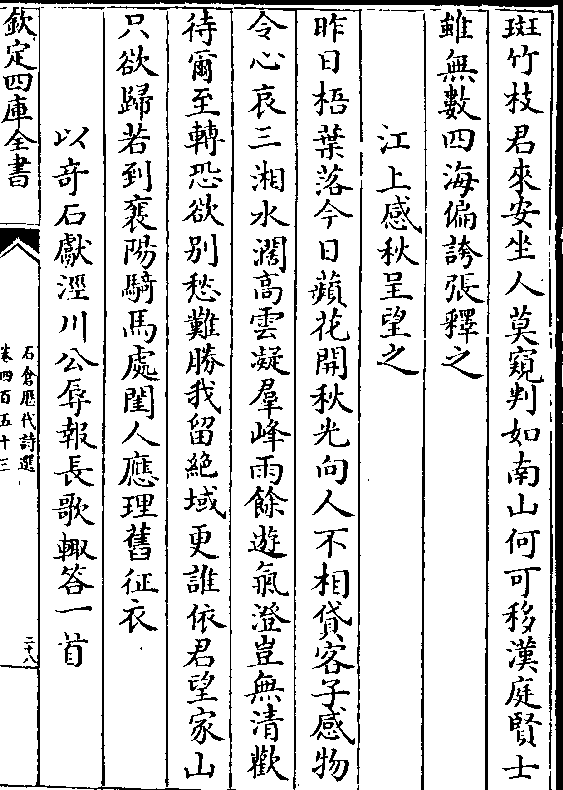 斑竹枝君來安坐人莫窺判如南山何可移漢庭賢士
雖無數四海偏誇張釋之
江上感秋呈望之
昨日梧葉落今日蘋花開秋光向人不相貸客子感物
令心哀三湘水濶高雲凝羣峰雨餘遊氣澄豈無清歡
待爾至轉恐欲別愁難勝我留絶域更誰依君望家山
只欲歸若到襄陽騎馬處閨人應理舊征衣
以奇石獻涇川公辱報長歌輙答一首
欽定四庫全書
石倉歷代詩選
卷四百五十三
二十八